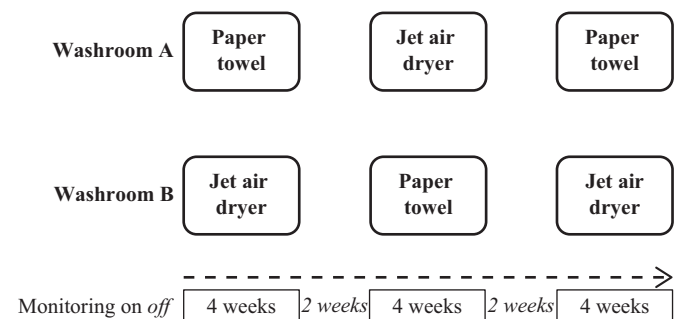 Washroom A
Paper
towel
Jet air
dryer
Paper
towel
Washroom B
Jet air
dryer
Paper
towel
Jet air
dryer
Monitoring on off 4 weeks 2 weeks 4 weeks 2 weeks 4 weeks